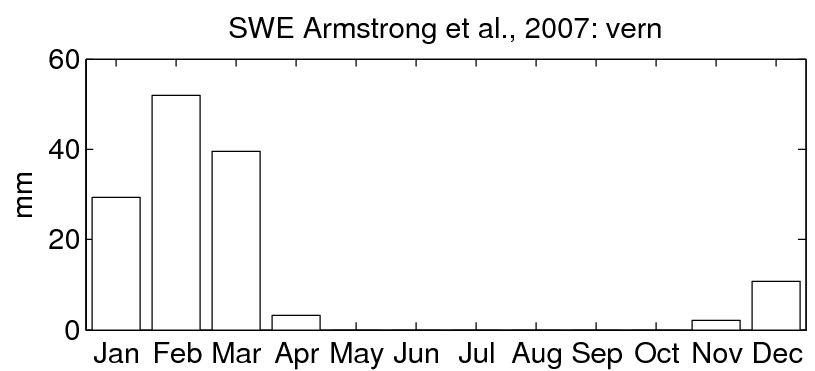 SWE Armstrong et al., 2007: vern
60
40
20
0
mm
Jan Feb Mar Apr May Jun Jul Aug Sep Oct Nov Dec